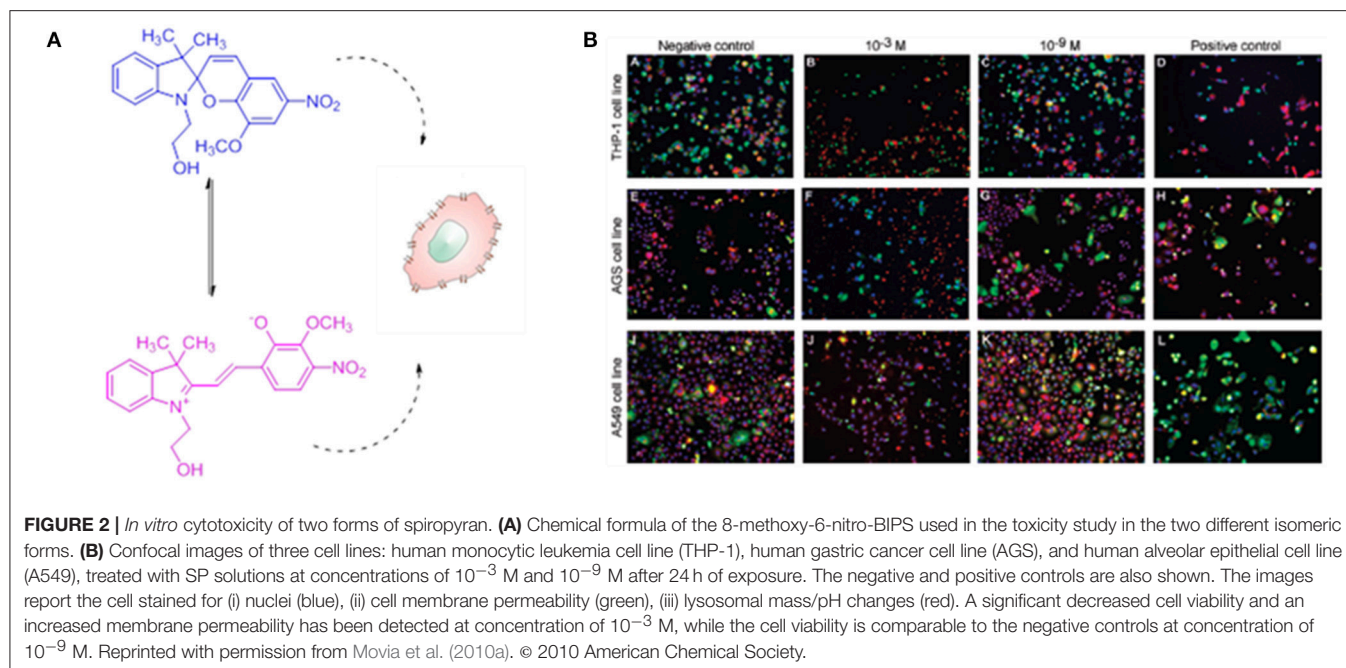 A
H₃C CH₃
N
O
NO₂
H₃CO
OH
⁻O OCH₃
H₃C CH₃
NO₂
N⁺
OH
B
Negative control 10⁻³ M 10⁻⁹ M Positive control
THP-1 cell line
A B C D
AGS cell line
E F G H
A549 cell line
I J K L
FIGURE 2 | In vitro cytotoxicity of two forms of spiropyran. (A) Chemical formula of the 8-methoxy-6-nitro-BIPS used in the toxicity study in the two different isomeric
forms. (B) Confocal images of three cell lines: human monocytic leukemia cell line (THP-1), human gastric cancer cell line (AGS), and human alveolar epithelial cell line
(A549), treated with SP solutions at concentrations of 10⁻³ M and 10⁻⁹ M after 24 h of exposure. The negative and positive controls are also shown. The images
report the cell stained for (i) nuclei (blue), (ii) cell membrane permeability (green), (iii) lysosomal mass/pH changes (red). A significant decreased cell viability and an
increased membrane permeability has been detected at concentration of 10⁻³ M, while the cell viability is comparable to the negative controls at concentration of
10⁻⁹ M. Reprinted with permission from Movia et al. (2010a). © 2010 American Chemical Society.